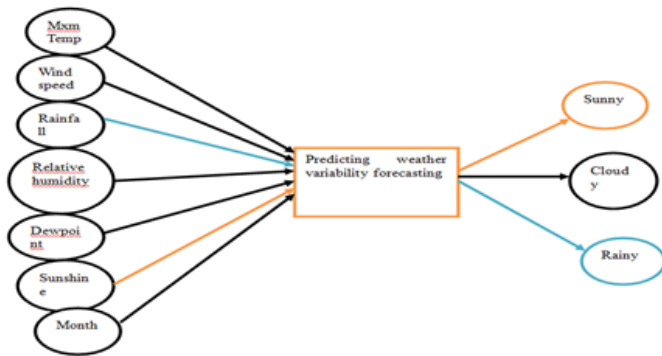 Mxm
Temp
Wind
speed
Rainfa
ll
Relative
humidity
Dewpoi
nt
Sunshin
e
Month
Predicting weather
variability forecasting
Sunny
Cloud
y
Rainy